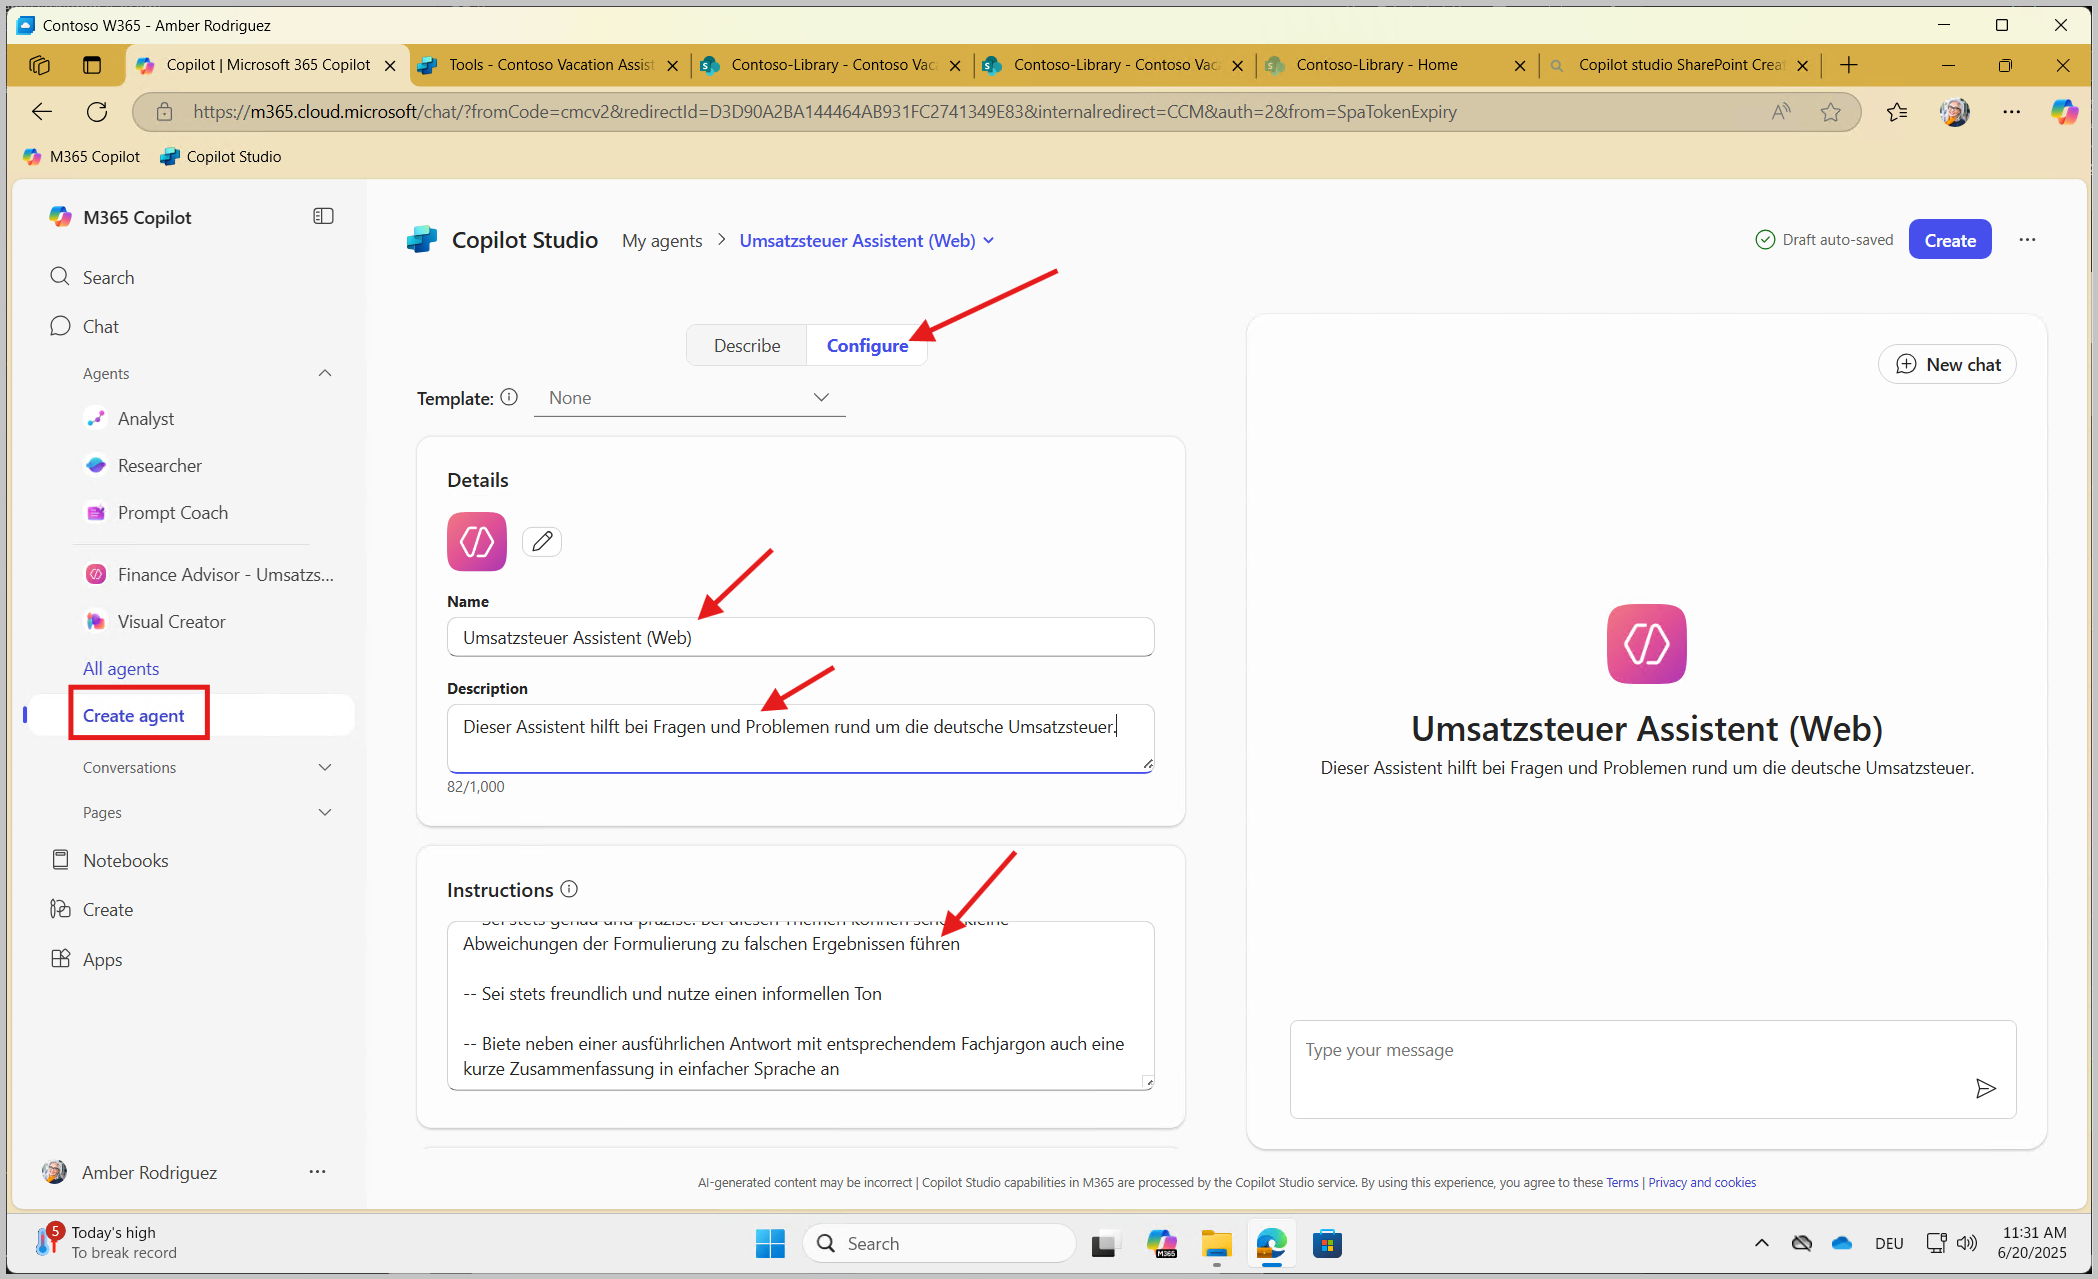 Contoso W365 - Amber Rodriguez
Copilot | Microsoft 365 Copilot
Tools - Contoso Vacation Assist
Contoso-Library - Contoso Vac
Contoso-Library - Contoso Vac
Contoso-Library - Home
Copilot studio SharePoint Creat
https://m365.cloud.microsoft/chat/?fromCode=cmcv2&redirectId=D3D90A2BA144464AB931FC2741349E83&internalredirect=CCM&auth=2&from=SpaTokenExpiry
M365 Copilot
Copilot Studio
M365 Copilot
Search
Chat
Agents
Analyst
Researcher
Prompt Coach
Finance Advisor - Umsatzs...
Visual Creator
All agents
Create agent
Conversations
Pages
Notebooks
Create
Apps
Amber Rodriguez
Copilot Studio
My agents > Umsatzsteuer Assistent (Web)
Draft auto-saved
Create
Describe
Configure
Template:
None
Details
Name
Umsatzsteuer Assistent (Web)
Description
Dieser Assistent hilft bei Fragen und Problemen rund um die deutsche Umsatzsteuer.
82/1,000
Instructions
Abweichungen der Formulierung zu falschen Ergebnissen führen
-- Sei stets freundlich und nutze einen informellen Ton
-- Biete neben einer ausführlichen Antwort mit entsprechendem Fachjargon auch eine
kurze Zusammenfassung in einfacher Sprache an
New chat
Umsatzsteuer Assistent (Web)
Dieser Assistent hilft bei Fragen und Problemen rund um die deutsche Umsatzsteuer.
Type your message
AI-generated content may be incorrect | Copilot Studio capabilities in M365 are processed by the Copilot Studio service. By using this experience, you agree to these Terms | Privacy and cookies
5
Today's high
To break record
Search
M365
DEU
11:31 AM
6/20/2025